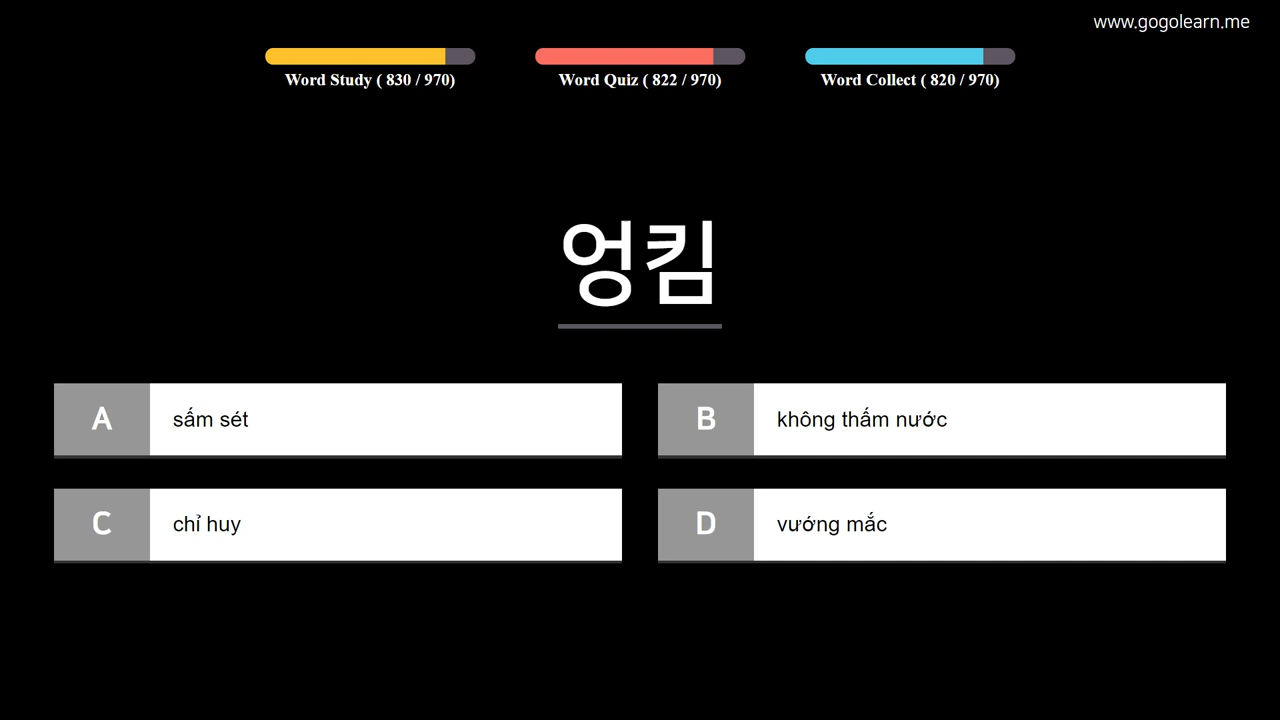 www.gogolearn.me
Word Study ( 830 / 970)
Word Quiz ( 822 / 970)
Word Collect ( 820 / 970)
엉킴
A sấm sét
B không thấm nước
C chỉ huy
D vướng mắc